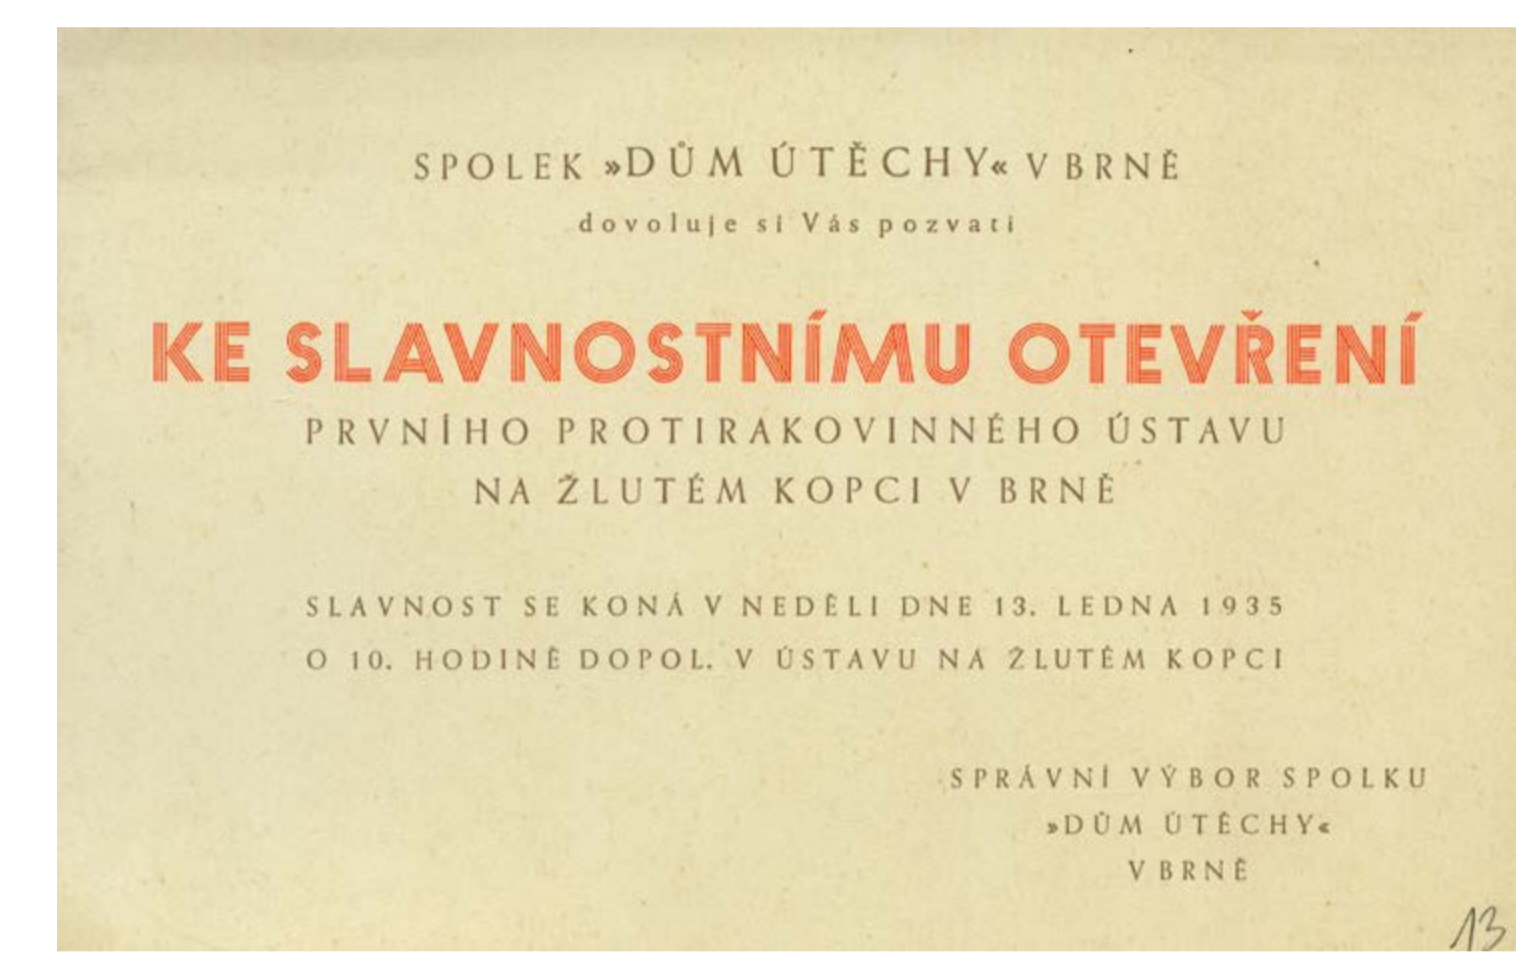 SPOLEK »DŮM ÚTĚCHY« V BRNĚ
dovoluje si Vás pozvati
KE SLAVNOSTNÍMU OTEVŘENÍ
PRVNÍHO PROTIRAKOVINNÉHO ÚSTAVU
NA ŽLUTÉM KOPCI V BRNĚ
SLAVNOST SE KONÁ V NEDĚLI DNE 13. LEDNA 1935
O 10. HODINĚ DOPOL. V ÚSTAVU NA ŽLUTÉM KOPCI
SPRÁVNÍ VÝBOR SPOLKU
»DŮM ÚTĚCHY«
V BRNĚ
13